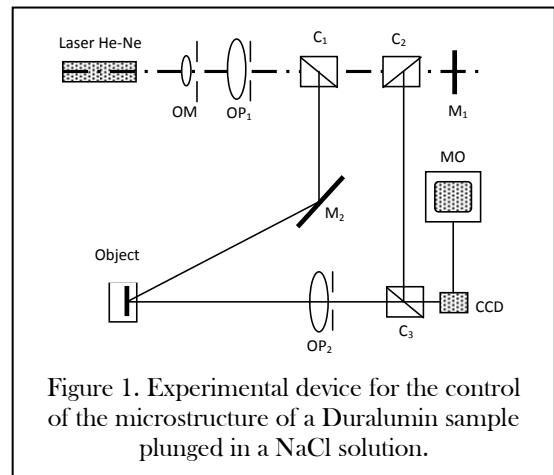 Laser He-Ne
C₁
C₂
OM
OP₁
M₁
MO
M₂
Object
OP₂
C₃
CCD
Figure 1. Experimental device for the control
of the microstructure of a Duralumin sample
plunged in a NaCl solution.